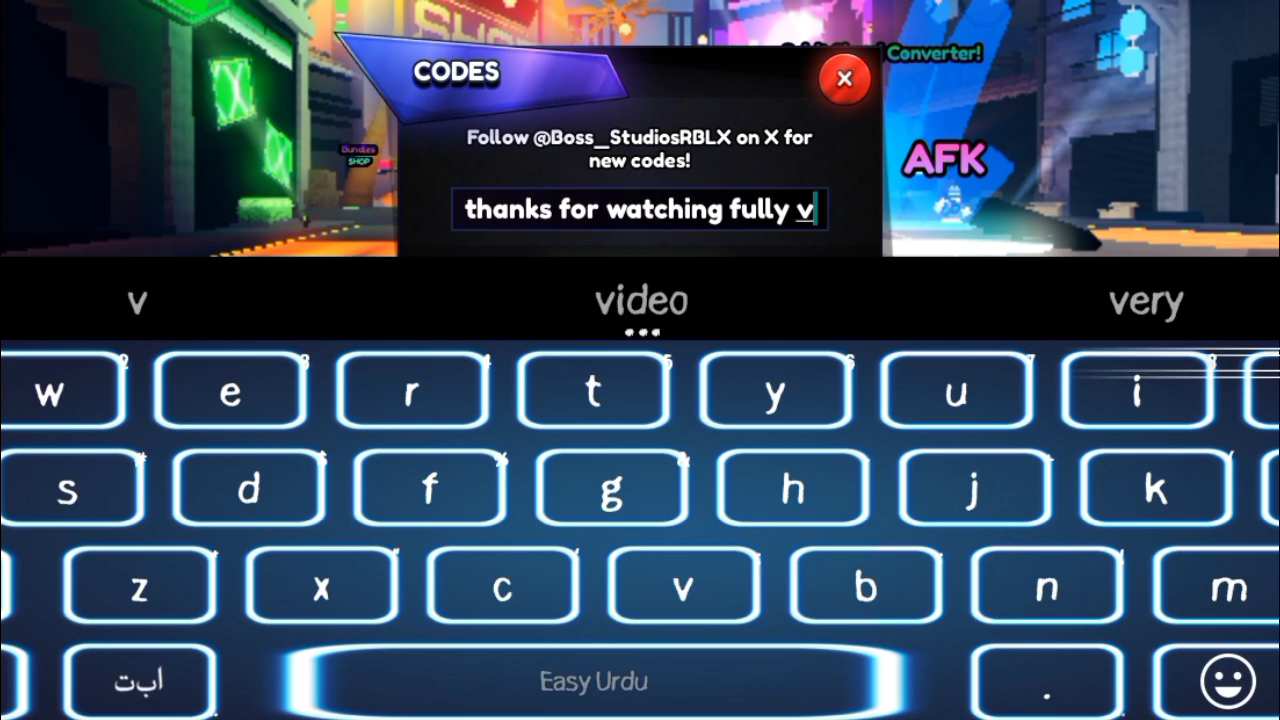 CODES
Converter!
Follow @Boss_StudiosRBLX on X for
new codes!
Bundles
SHOP
AFK
thanks for watching fully v
v video very
w e r t y u i
s d f g h j k
z x c v b n m
ابت Easy Urdu .